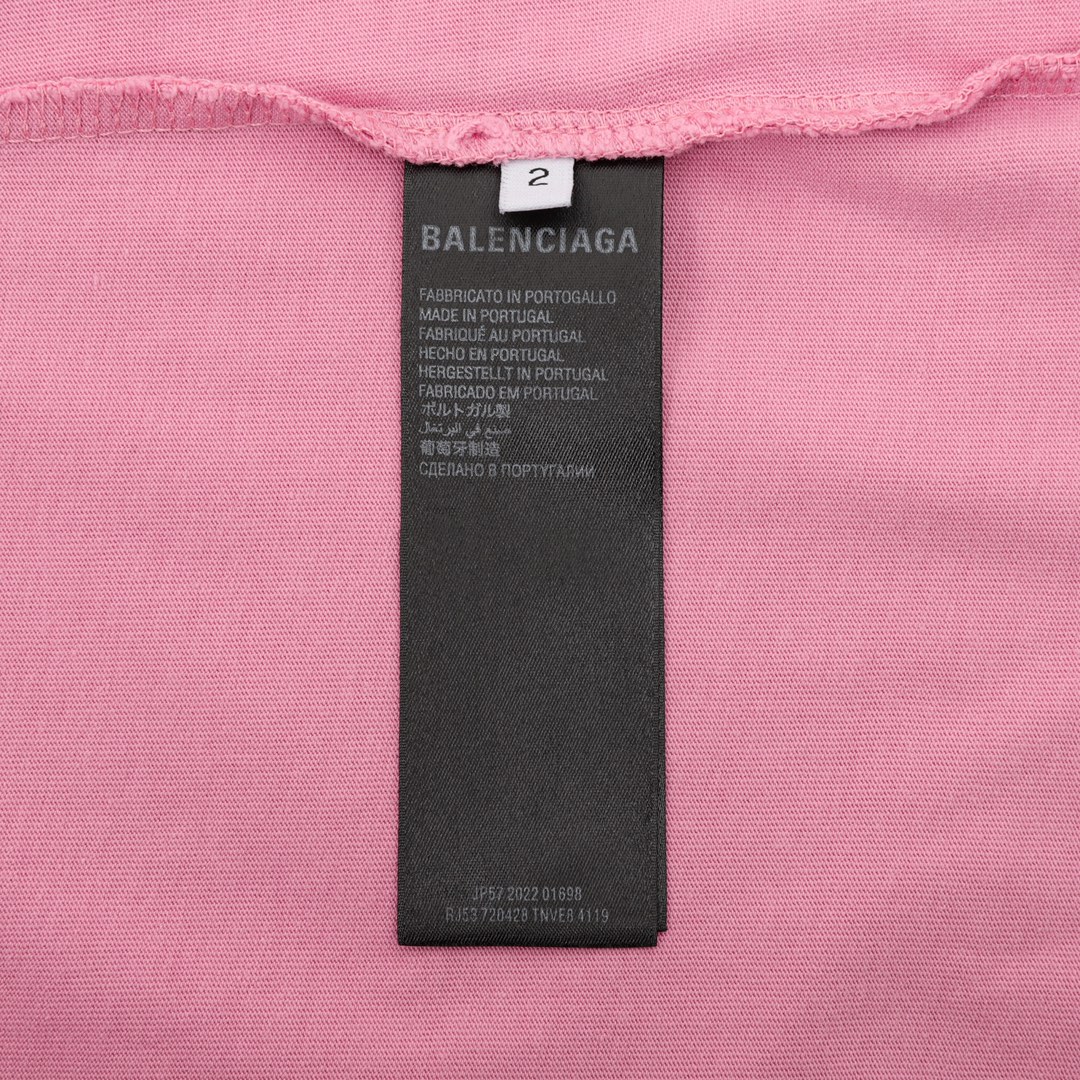 2
BALENCIAGA
FABBRICATO IN PORTOGALLO
MADE IN PORTUGAL
FABRIQUÉ AU PORTUGAL
HECHO EN PORTUGAL
HERGESTELLT IN PORTUGAL
FABRICADO EM PORTUGAL
ポルトガル製
صنع في البرتغال
葡萄牙制造
СДЕЛАНО В ПОРТУГАЛИИ
JP57 2022 01698
RJ53 720428 TNVE8 4119